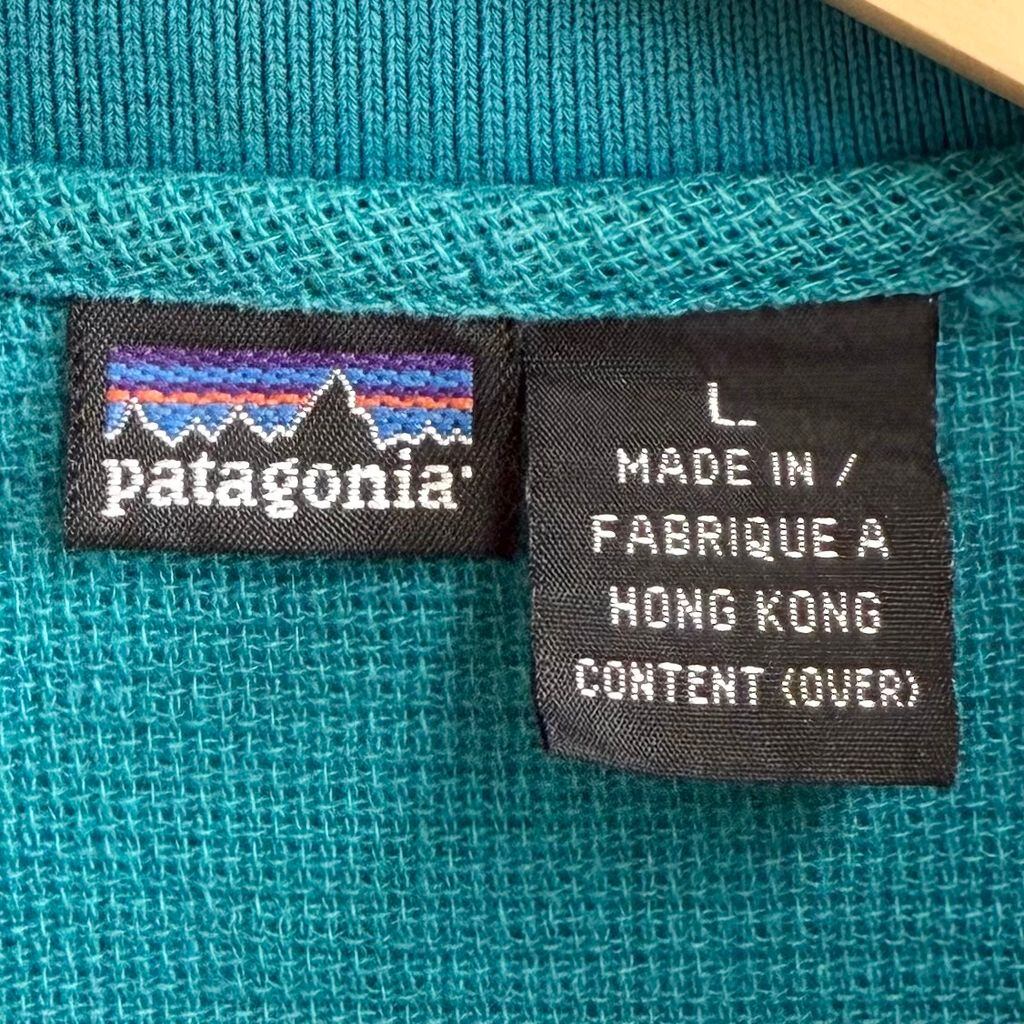 patagonia
L
MADE IN /
FABRIQUE A
HONG KONG
CONTENT (OVER)